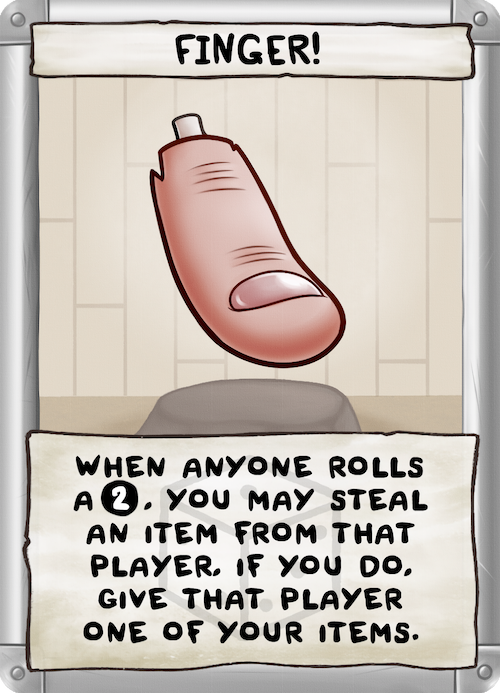 FINGER!
WHEN ANYONE ROLLS
A 2, YOU MAY STEAL
AN ITEM FROM THAT
PLAYER. IF YOU DO,
GIVE THAT PLAYER
ONE OF YOUR ITEMS.